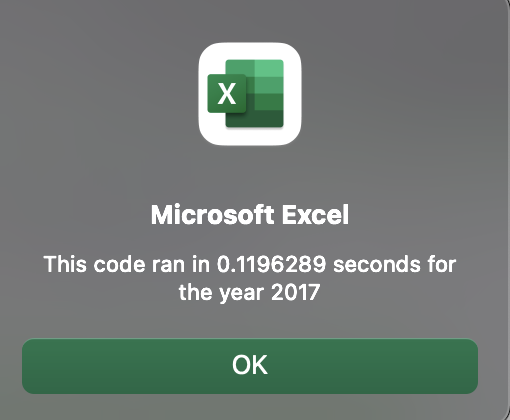 X
Microsoft Excel
This code ran in 0.1196289 seconds for
the year 2017
OK